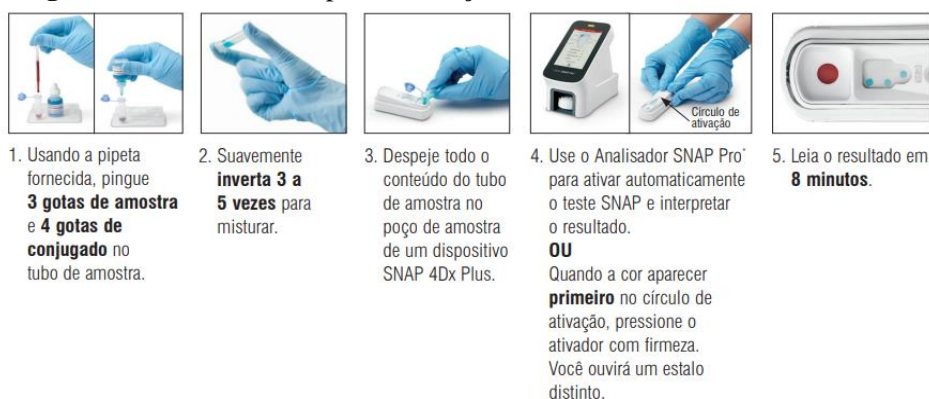 Círculo de
ativação
1. Usando a pipeta
fornecida, pingue
3 gotas de amostra
e 4 gotas de
conjugado no
tubo de amostra.
2. Suavemente
inverta 3 a
5 vezes para
misturar.
3. Despeje todo o
conteúdo do tubo
de amostra no
poço de amostra
de um dispositivo
SNAP 4Dx Plus.
4. Use o Analisador SNAP Pro*
para ativar automaticamente
o teste SNAP e interpretar
o resultado.
OU
Quando a cor aparecer
primeiro no círculo de
ativação, pressione o
ativador com firmeza.
Você ouvirá um estalo
distinto.
5. Leia o resultado em
8 minutos.